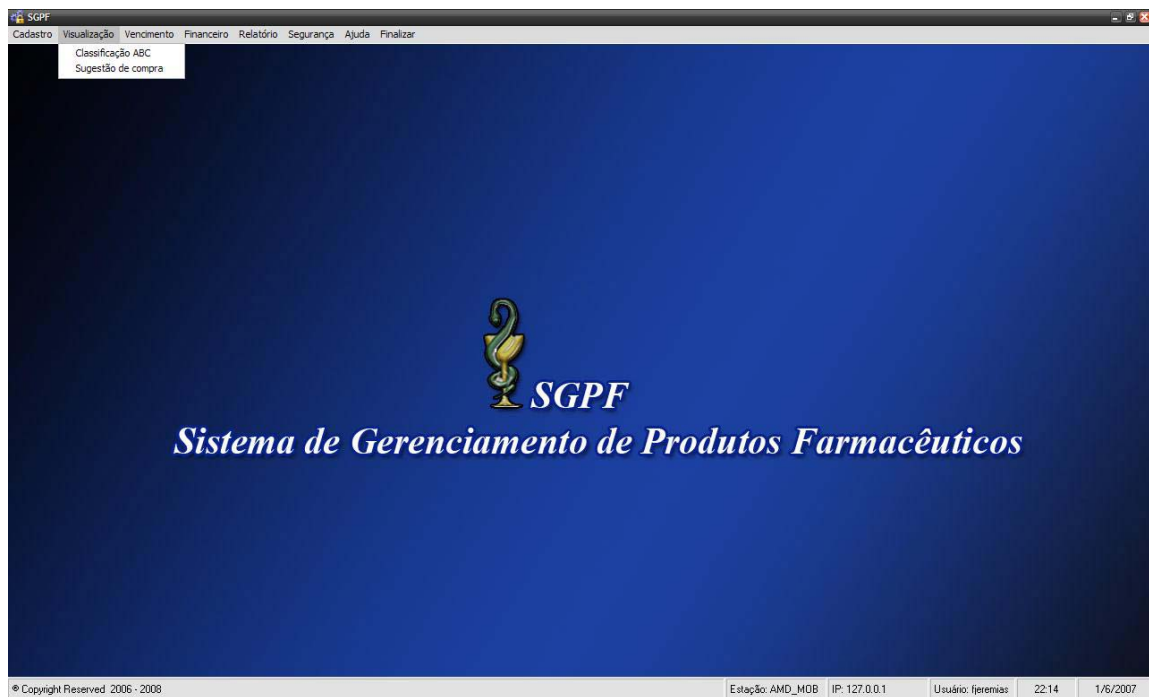 SGPF
Cadastro Visualização Vencimento Financeiro Relatório Segurança Ajuda Finalizar
Classificação ABC
Sugestão de compra
SGPF
Sistema de Gerenciamento de Produtos Farmacêuticos
® Copyright Reserved 2006 - 2008 Estação: AMD_MOB IP: 127.0.0.1 Usuário: fjeremias 22:14 1/6/2007